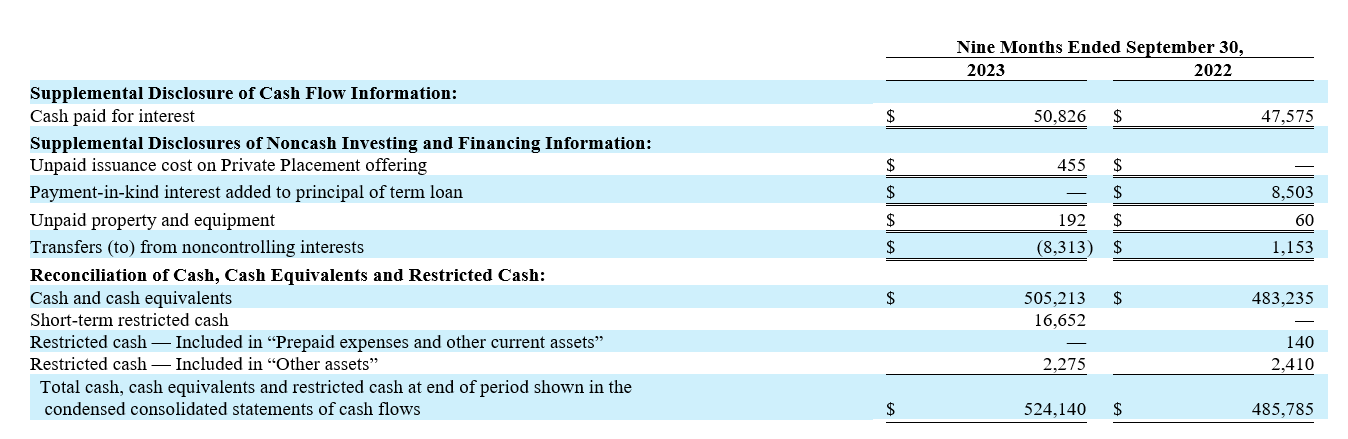 Nine Months Ended September 30,
2023 2022
Supplemental Disclosure of Cash Flow Information:
Cash paid for interest $ 50,826 $ 47,575
Supplemental Disclosures of Noncash Investing and Financing Information:
Unpaid issuance cost on Private Placement offering $ 455 $ —
Payment-in-kind interest added to principal of term loan $ — $ 8,503
Unpaid property and equipment $ 192 $ 60
Transfers (to) from noncontrolling interests $ (8,313) $ 1,153
Reconciliation of Cash, Cash Equivalents and Restricted Cash:
Cash and cash equivalents $ 505,213 $ 483,235
Short-term restricted cash 16,652 —
Restricted cash — Included in “Prepaid expenses and other current assets” — 140
Restricted cash — Included in “Other assets” 2,275 2,410
Total cash, cash equivalents and restricted cash at end of period shown in the
condensed consolidated statements of cash flows $ 524,140 $ 485,785